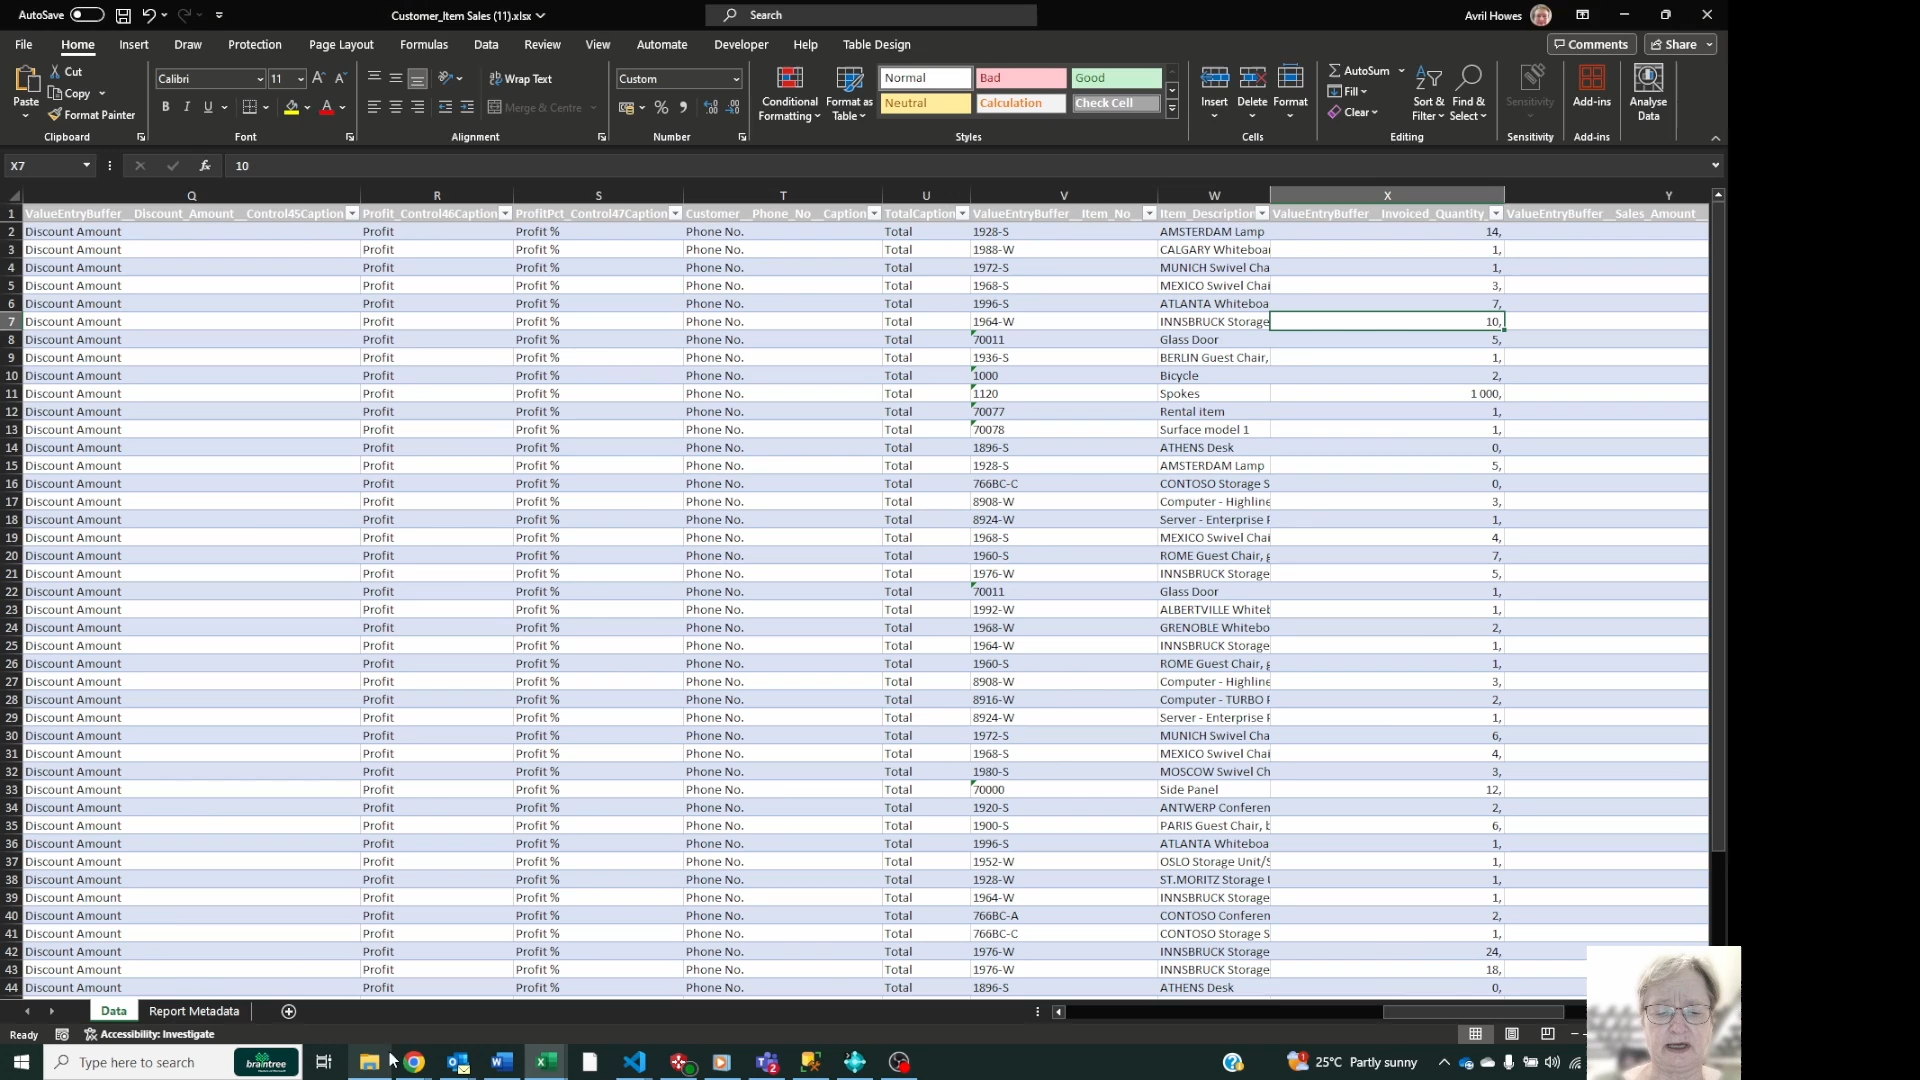 AutoSave
Customer_Item Sales (11).xlsx
Search
Avril Howes
File Home Insert Draw Protection Page Layout Formulas Data Review View Automate Developer Help Table Design
Comments Share
Paste
Cut
Copy
Format Painter
Clipboard
Calibri 11
B I U
Font
Wrap Text
Merge & Centre
Alignment
Custom
Number
Conditional Formatting
Format as Table
Normal Bad Good
Neutral Calculation Check Cell
Styles
Insert Delete Format
Cells
AutoSum
Fill
Clear
Sort & Filter
Find & Select
Editing
Sensitivity
Sensitivity
Add-ins
Add-ins
Analyse Data
X7 fx 10
Q R S T U V W X Y
1 ValueEntryBuffer__Discount_Amount__Control45Caption Profit_Control46Caption ProfitPct_Control47Caption Customer__Phone_No__Caption TotalCaption ValueEntryBuffer__Item_No__ Item_Description ValueEntryBuffer__Invoiced_Quantity_ ValueEntryBuffer__Sales_Amount__
2 Discount Amount Profit Profit % Phone No. Total 1928-S AMSTERDAM Lamp 14,
3 Discount Amount Profit Profit % Phone No. Total 1988-W CALGARY Whiteboa 1,
4 Discount Amount Profit Profit % Phone No. Total 1972-S MUNICH Swivel Cha 1,
5 Discount Amount Profit Profit % Phone No. Total 1968-S MEXICO Swivel Chai 3,
6 Discount Amount Profit Profit % Phone No. Total 1996-S ATLANTA Whiteboa 7,
7 Discount Amount Profit Profit % Phone No. Total 1964-W INNSBRUCK Storage 10,
8 Discount Amount Profit Profit % Phone No. Total 70011 Glass Door 5,
9 Discount Amount Profit Profit % Phone No. Total 1936-S BERLIN Guest Chair, 1,
10 Discount Amount Profit Profit % Phone No. Total 1000 Bicycle 2,
11 Discount Amount Profit Profit % Phone No. Total 1120 Spokes 1 000,
12 Discount Amount Profit Profit % Phone No. Total 70077 Rental item 1,
13 Discount Amount Profit Profit % Phone No. Total 70078 Surface model 1 1,
14 Discount Amount Profit Profit % Phone No. Total 1896-S ATHENS Desk 0,
15 Discount Amount Profit Profit % Phone No. Total 1928-S AMSTERDAM Lamp 5,
16 Discount Amount Profit Profit % Phone No. Total 766BC-C CONTOSO Storage S 0,
17 Discount Amount Profit Profit % Phone No. Total 8908-W Computer - Highline 3,
18 Discount Amount Profit Profit % Phone No. Total 8924-W Server - Enterprise P 1,
19 Discount Amount Profit Profit % Phone No. Total 1968-S MEXICO Swivel Chai 4,
20 Discount Amount Profit Profit % Phone No. Total 1960-S ROME Guest Chair, g 7,
21 Discount Amount Profit Profit % Phone No. Total 1976-W INNSBRUCK Storage 5,
22 Discount Amount Profit Profit % Phone No. Total 70011 Glass Door 1,
23 Discount Amount Profit Profit % Phone No. Total 1992-W ALBERTVILLE Whiteb 1,
24 Discount Amount Profit Profit % Phone No. Total 1968-W GRENOBLE Whitebo 2,
25 Discount Amount Profit Profit % Phone No. Total 1964-W INNSBRUCK Storage 1,
26 Discount Amount Profit Profit % Phone No. Total 1960-S ROME Guest Chair, g 1,
27 Discount Amount Profit Profit % Phone No. Total 8908-W Computer - Highline 3,
28 Discount Amount Profit Profit % Phone No. Total 8916-W Computer - TURBO P 2,
29 Discount Amount Profit Profit % Phone No. Total 8924-W Server - Enterprise P 1,
30 Discount Amount Profit Profit % Phone No. Total 1972-S MUNICH Swivel Cha 6,
31 Discount Amount Profit Profit % Phone No. Total 1968-S MEXICO Swivel Chai 4,
32 Discount Amount Profit Profit % Phone No. Total 1980-S MOSCOW Swivel Ch 3,
33 Discount Amount Profit Profit % Phone No. Total 70000 Side Panel 12,
34 Discount Amount Profit Profit % Phone No. Total 1920-S ANTWERP Conferen 2,
35 Discount Amount Profit Profit % Phone No. Total 1900-S PARIS Guest Chair, b 6,
36 Discount Amount Profit Profit % Phone No. Total 1996-S ATLANTA Whiteboa 1,
37 Discount Amount Profit Profit % Phone No. Total 1952-W OSLO Storage Unit/S 1,
38 Discount Amount Profit Profit % Phone No. Total 1928-W ST.MORITZ Storage U 1,
39 Discount Amount Profit Profit % Phone No. Total 1964-W INNSBRUCK Storage 1,
40 Discount Amount Profit Profit % Phone No. Total 766BC-A CONTOSO Conferen 2,
41 Discount Amount Profit Profit % Phone No. Total 766BC-C CONTOSO Storage S 1,
42 Discount Amount Profit Profit % Phone No. Total 1976-W INNSBRUCK Storage 24,
43 Discount Amount Profit Profit % Phone No. Total 1976-W INNSBRUCK Storage 18,
44 Discount Amount Profit Profit % Phone No. Total 1896-S ATHENS Desk 0,
Data Report Metadata
Ready Accessibility: Investigate
Type here to search
braintree
25°C Partly sunny